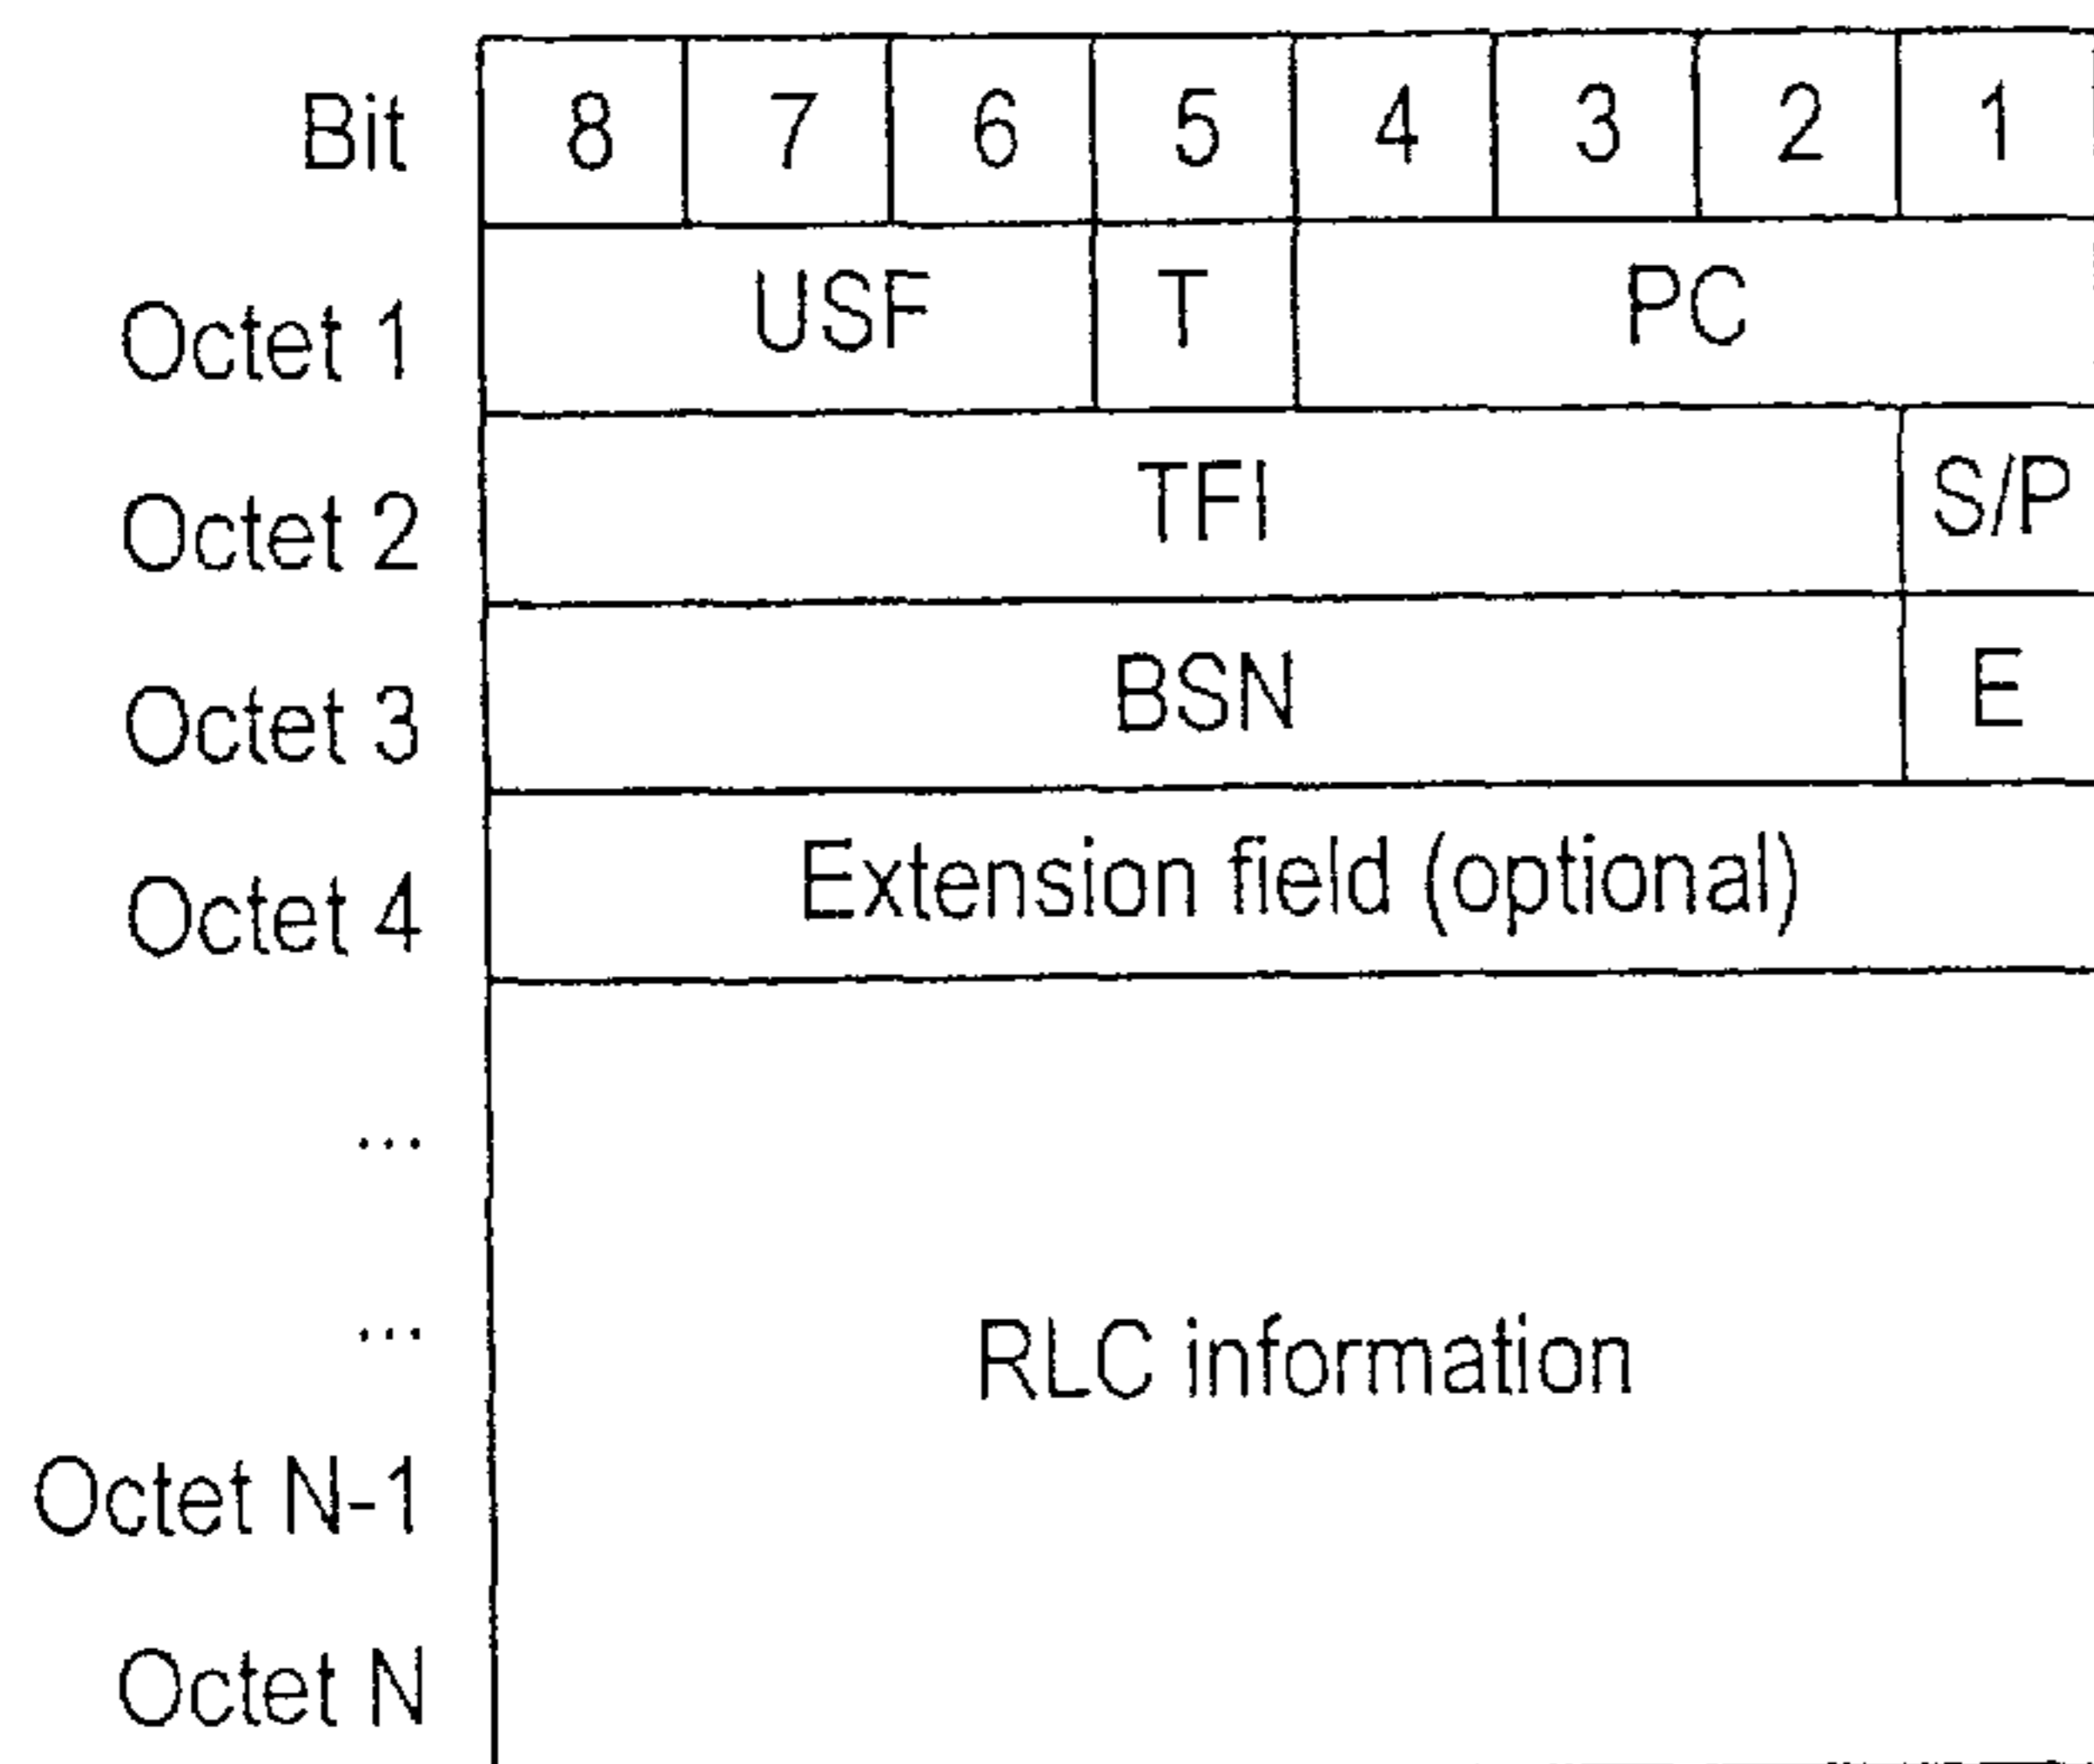 Bit 8 7 6 5 4 3 2 1
Octet 1 USF T PC
Octet 2 TFI S/P
Octet 3 BSN E
Octet 4 Extension field (optional)
...
... RLC information
Octet N-1
Octet N